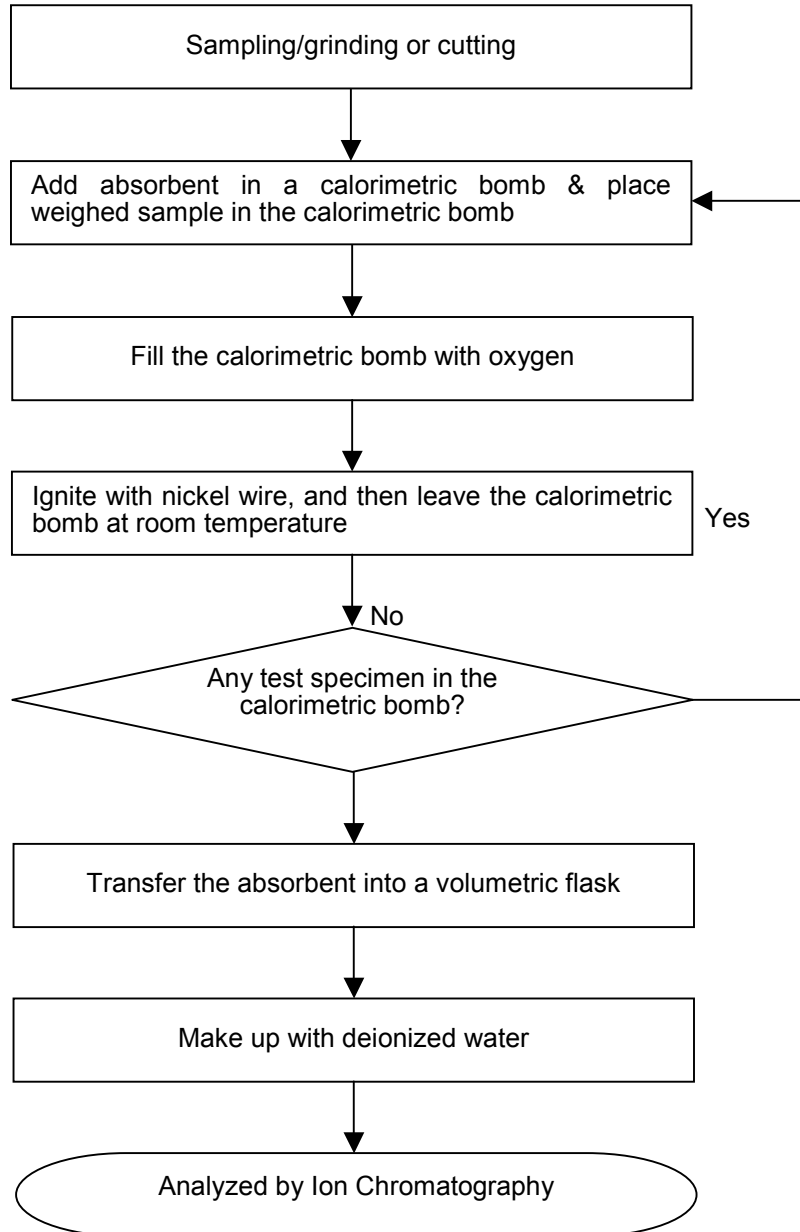 Sampling/grinding or cutting
Add absorbent in a calorimetric bomb & place
weighed sample in the calorimetric bomb
Fill the calorimetric bomb with oxygen
Ignite with nickel wire, and then leave the calorimetric
bomb at room temperature
Yes
No
Any test specimen in the
calorimetric bomb?
Transfer the absorbent into a volumetric flask
Make up with deionized water
Analyzed by Ion Chromatography